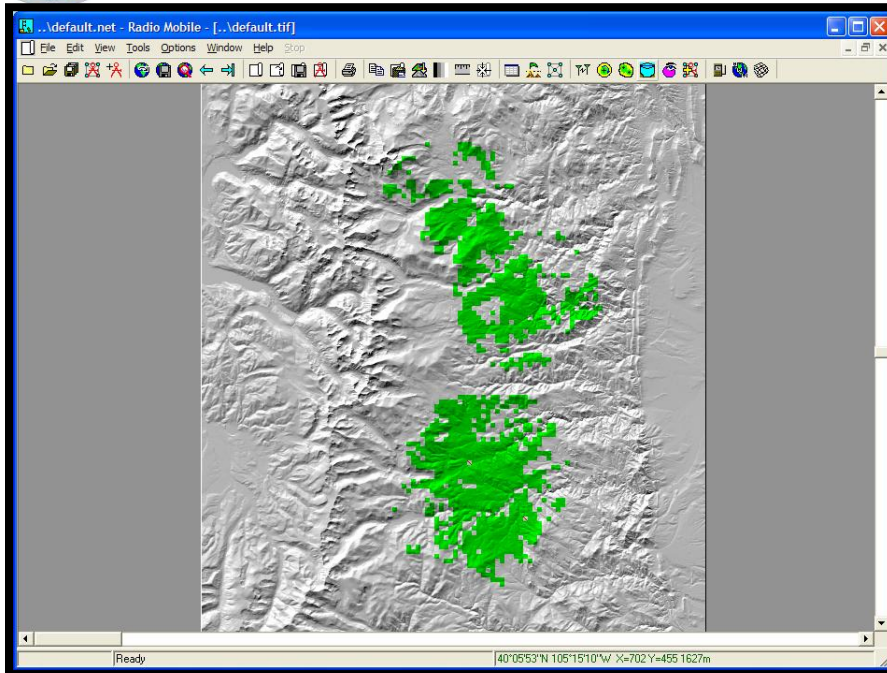 ..\default.net - Radio Mobile - [..\default.tif]
File Edit View Tools Options Window Help Stop
Ready
40°05'53"N 105°15'10"W X=702 Y=455 1627m